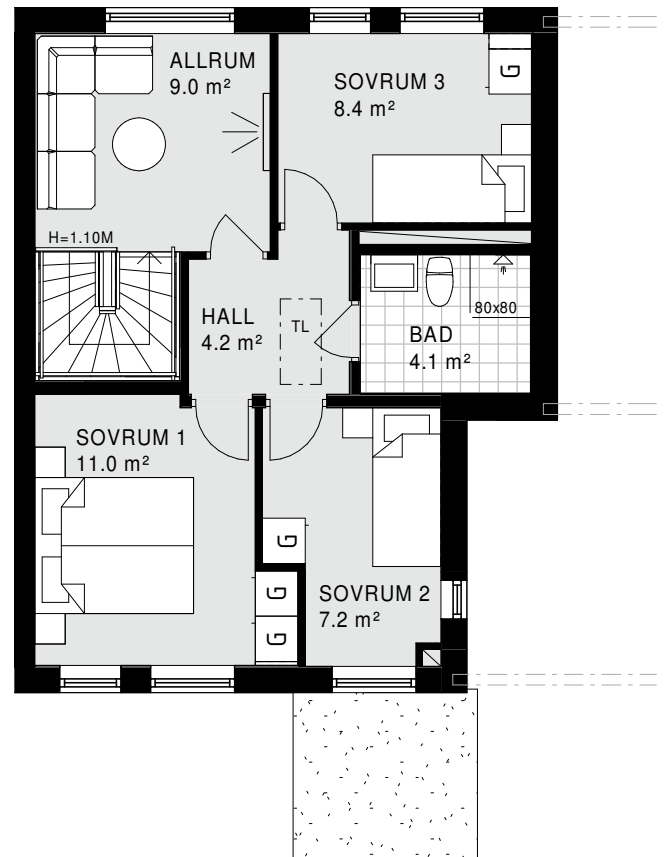 ALLRUM
9.0 m²
SOVRUM 3
8.4 m²
G
H=1.10M
HALL
4.2 m²
TL
80x80
BAD
4.1 m²
SOVRUM 1
11.0 m²
G
G
G
SOVRUM 2
7.2 m²